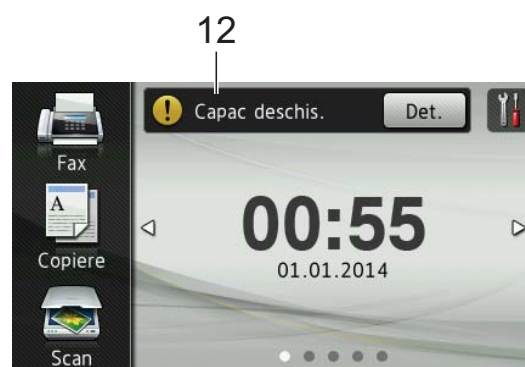 12
Capac deschis.
Det.
Fax
A
Copiere
Scan
00:55
01.01.2014